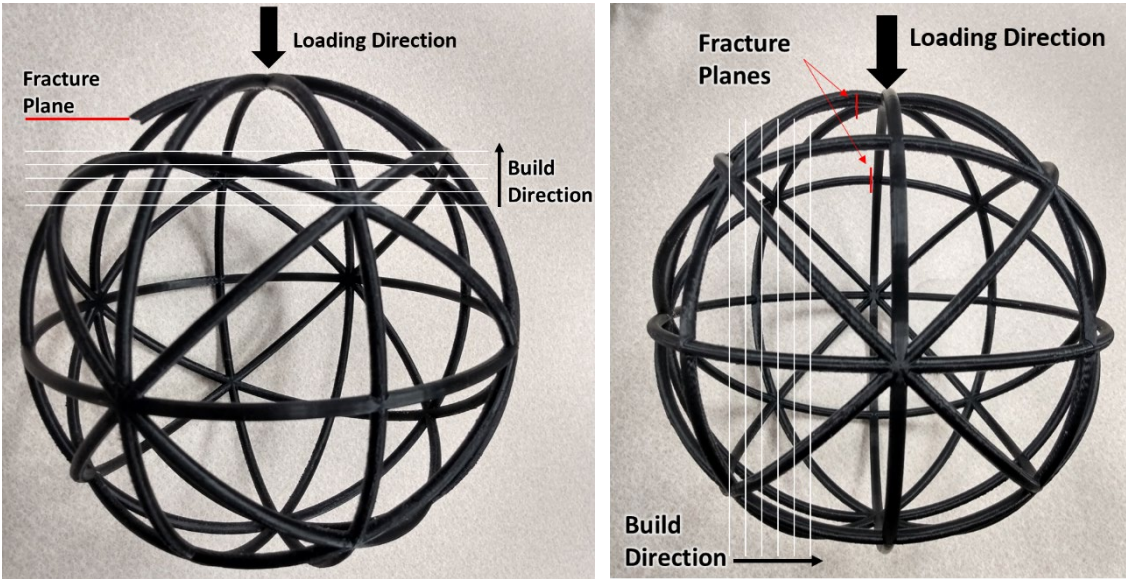 Loading Direction
Fracture
Plane
Build
Direction
Loading Direction
Fracture
Planes
Build
Direction